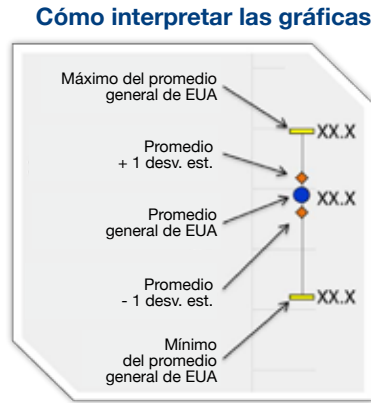 Cómo interpretar las gráficas
Máximo del promedio
general de EUA
XX.X
Promedio
+ 1 desv. est.
Promedio
general de EUA
XX.X
Promedio
- 1 desv. est.
Mínimo
del promedio
general de EUA
XX.X